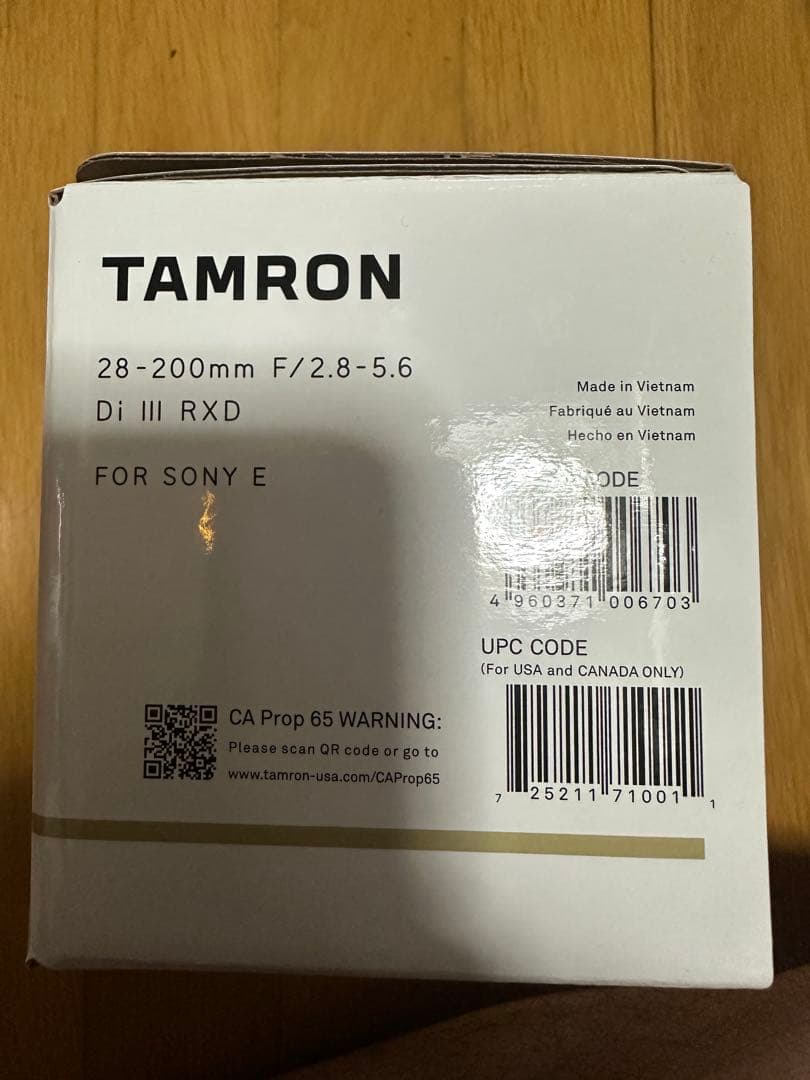 TAMRON
28-200mm F/2.8-5.6
Di III RXD
FOR SONY E
Made in Vietnam
Fabriqué au Vietnam
Hecho en Vietnam
CODE
4 960371 006703
UPC CODE
(For USA and CANADA ONLY)
7 25211 71001 1
CA Prop 65 WARNING:
Please scan QR code or go to
www.tamron-usa.com/CAProp65